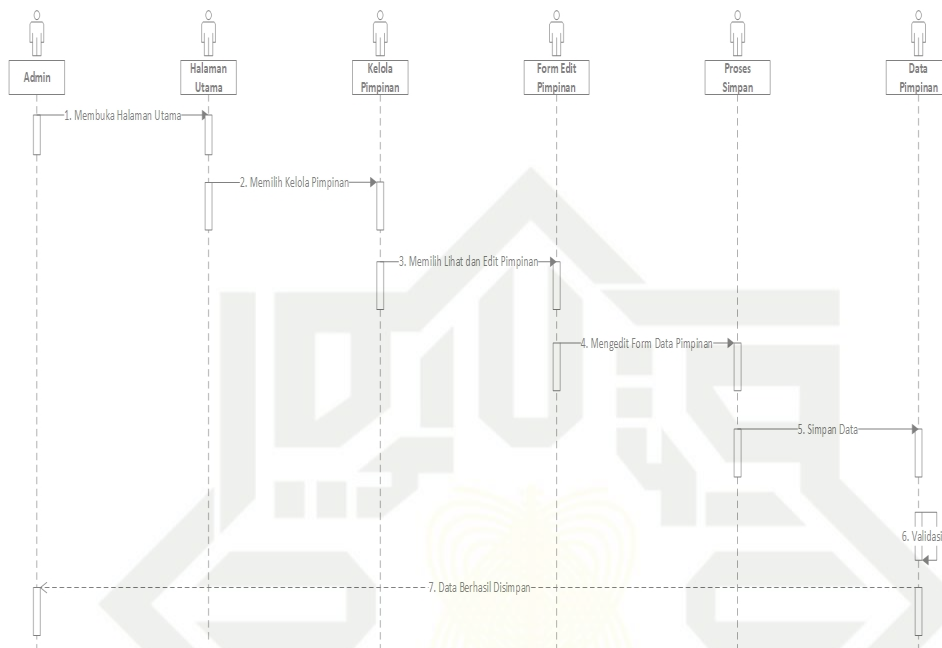 Admin
Halaman
Utama
Kelola
Pimpinan
Form Edit
Pimpinan
Proses
Simpan
Data
Pimpinan
1. Membuka Halaman Utama
2. Memilih Kelola Pimpinan
3. Memilih Lihat dan Edit Pimpinan
4. Mengedit Form Data Pimpinan
5. Simpan Data
6. Validasi
7. Data Berhasil Disimpan